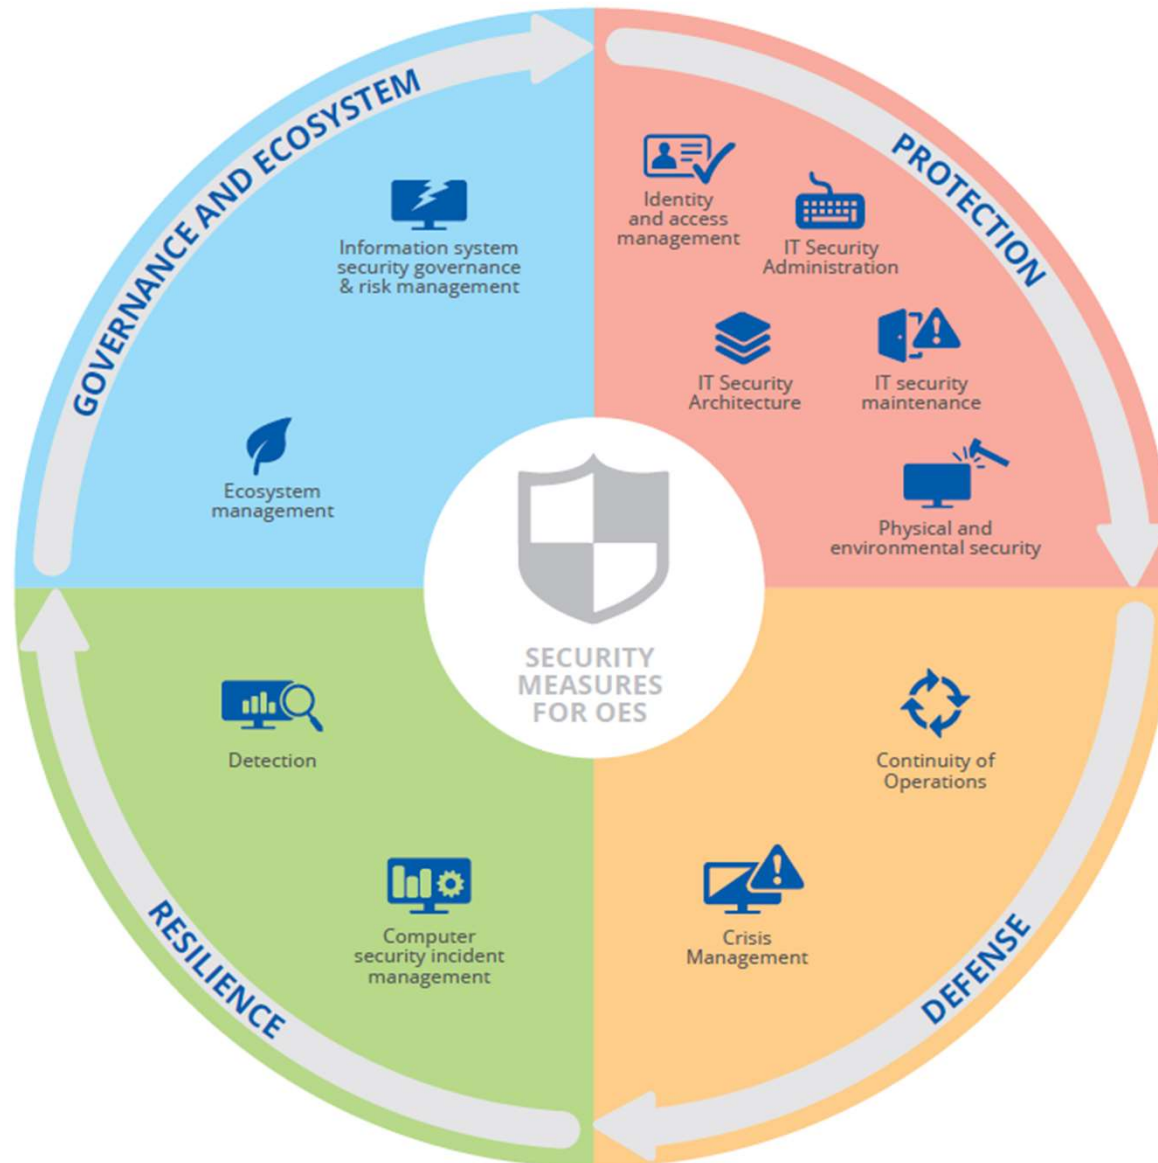 GOVERNANCE AND ECOSYSTEM
Information system
security governance
& risk management
Ecosystem
management
PROTECTION
Identity
and access
management
IT Security
Administration
IT Security
Architecture
IT security
maintenance
Physical and
environmental security
SECURITY
MEASURES
FOR OES
DEFENSE
Continuity of
Operations
Crisis
Management
RESILIENCE
Detection
Computer
security incident
management